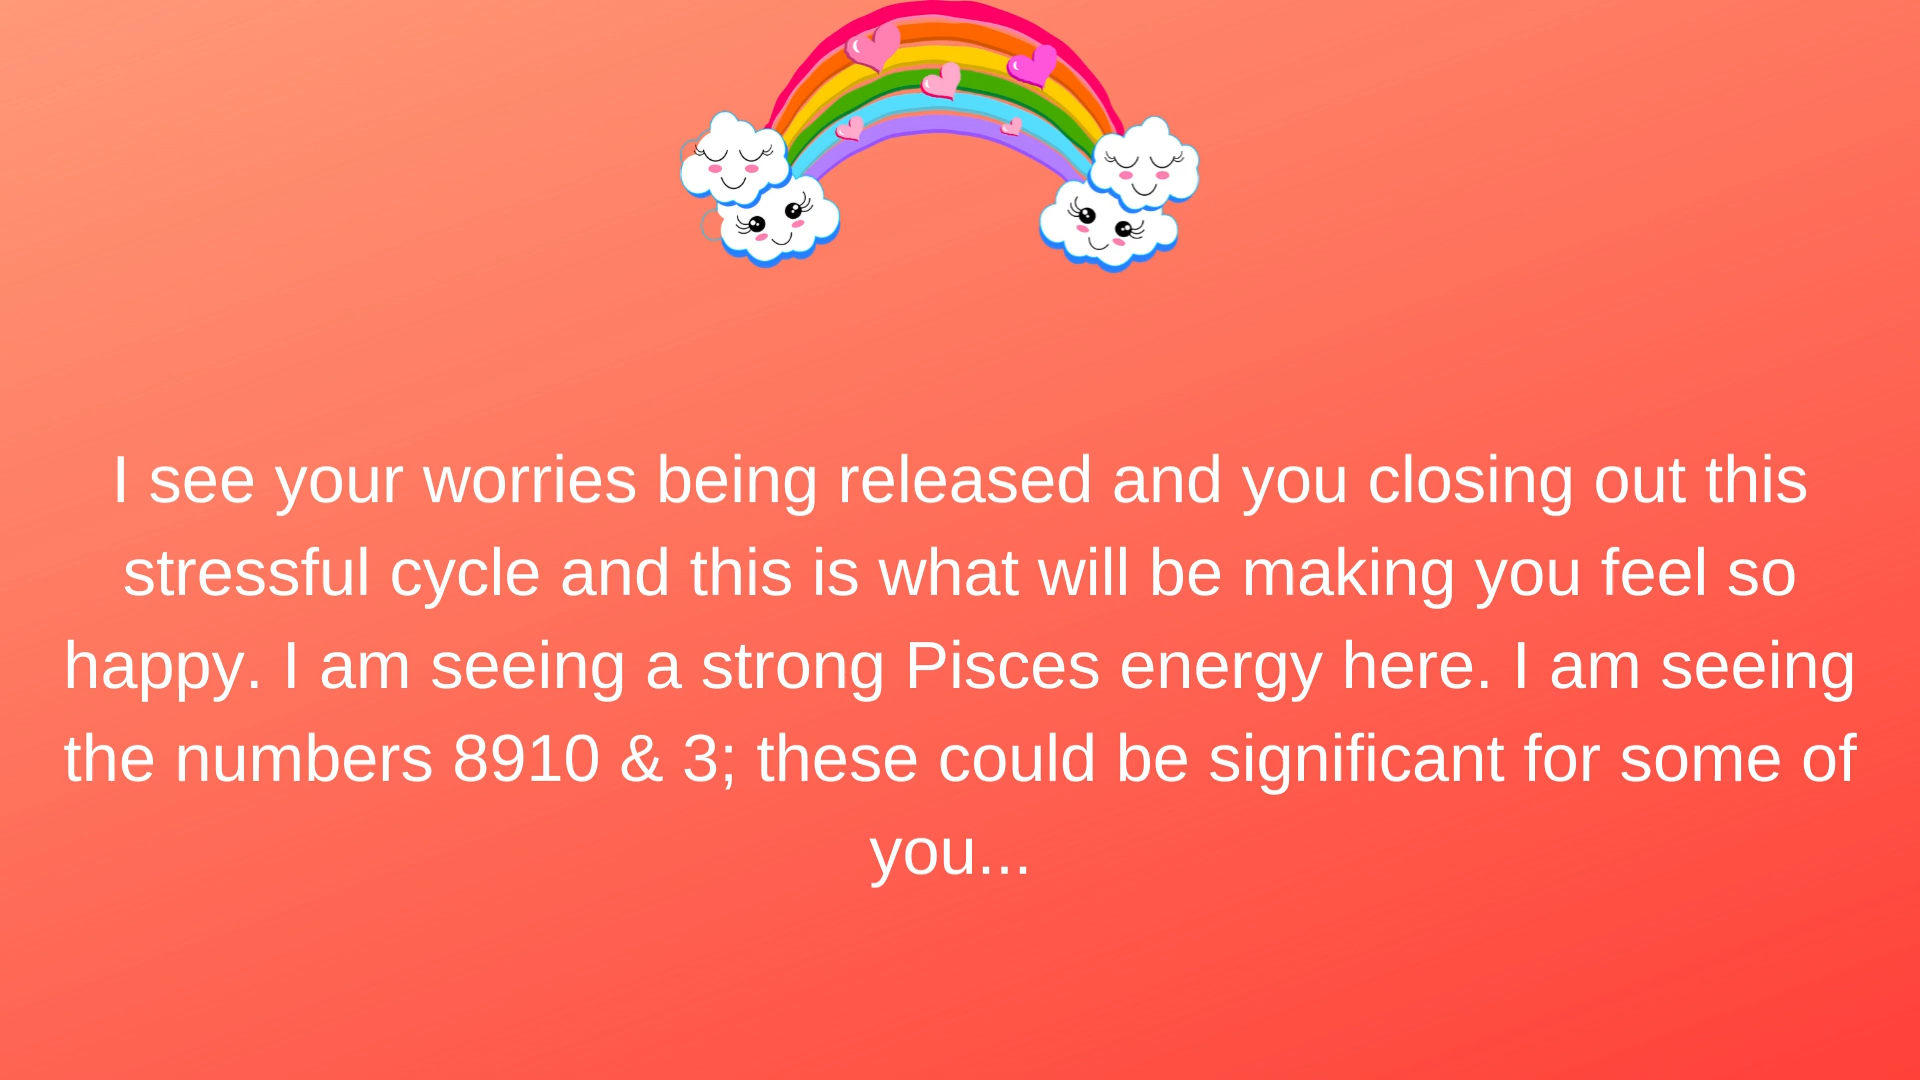 I see your worries being released and you closing out this
stressful cycle and this is what will be making you feel so
happy. I am seeing a strong Pisces energy here. I am seeing
the numbers 8910 & 3; these could be significant for some of
you...